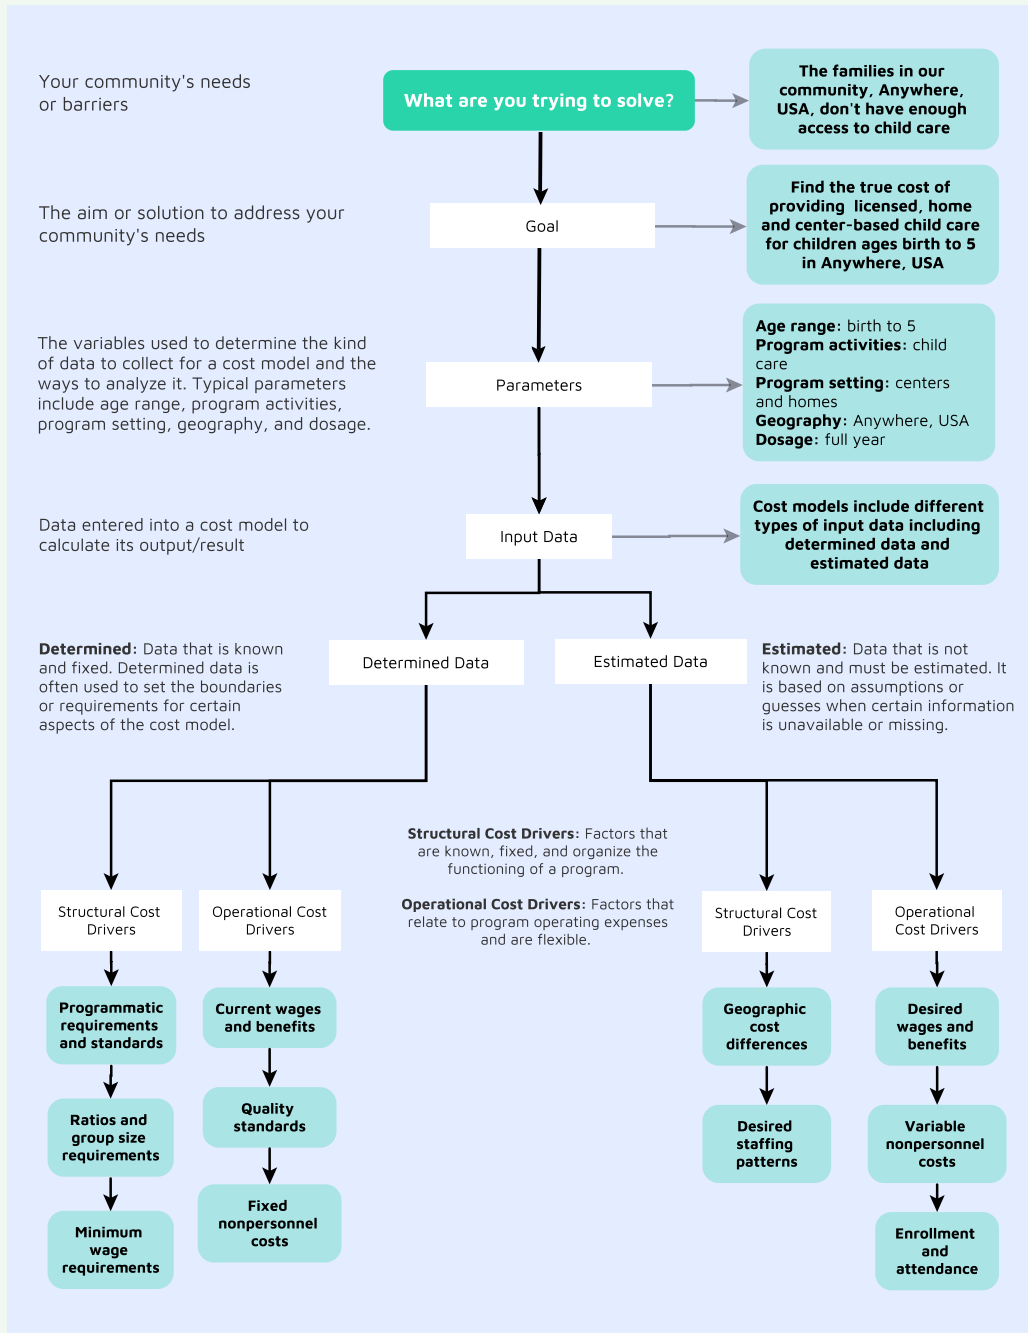 Your community's needs
or barriers
What are you trying to solve?
The families in our
community, Anywhere,
USA, don't have enough
access to child care
The aim or solution to address your
community's needs
Goal
Find the true cost of
providing licensed, home
and center-based child care
for children ages birth to 5
in Anywhere, USA
The variables used to determine the kind
of data to collect for a cost model and the
ways to analyze it. Typical parameters
include age range, program activities,
program setting, geography, and dosage.
Parameters
Age range: birth to 5
Program activities: child
care
Program setting: centers
and homes
Geography: Anywhere, USA
Dosage: full year
Data entered into a cost model to
calculate its output/result
Input Data
Cost models include different
types of input data including
determined data and
estimated data
Determined: Data that is known
and fixed. Determined data is
often used to set the boundaries
or requirements for certain
aspects of the cost model.
Determined Data
Estimated Data
Estimated: Data that is not
known and must be estimated. It
is based on assumptions or
guesses when certain information
is unavailable or missing.
Structural Cost Drivers: Factors that
are known, fixed, and organize the
functioning of a program.
Operational Cost Drivers: Factors that
relate to program operating expenses
and are flexible.
Structural Cost
Drivers
Programmatic
requirements
and standards
Ratios and
group size
requirements
Minimum
wage
requirements
Operational Cost
Drivers
Current wages
and benefits
Quality
standards
Fixed
nonpersonnel
costs
Structural Cost
Drivers
Geographic
cost
differences
Desired
staffing
patterns
Operational
Cost Drivers
Desired
wages and
benefits
Variable
nonpersonnel
costs
Enrollment
and
attendance